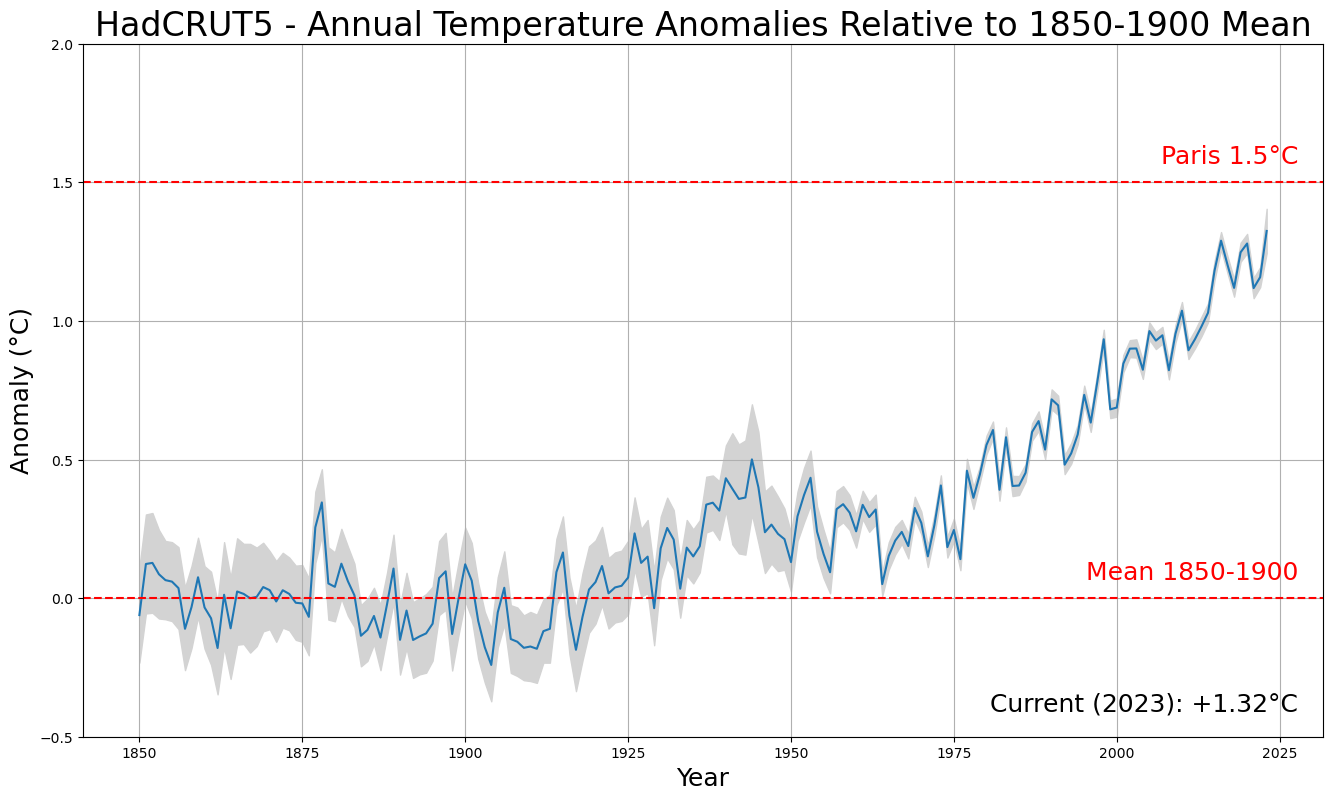 HadCRUT5 - Annual Temperature Anomalies Relative to 1850-1900 Mean
2.0
Paris 1.5°C
1.5
1.0
Anomaly (°C)
0.5
Mean 1850-1900
0.0
Current (2023): +1.32°C
−0.5
1850 1875 1900 1925 1950 1975 2000 2025
Year